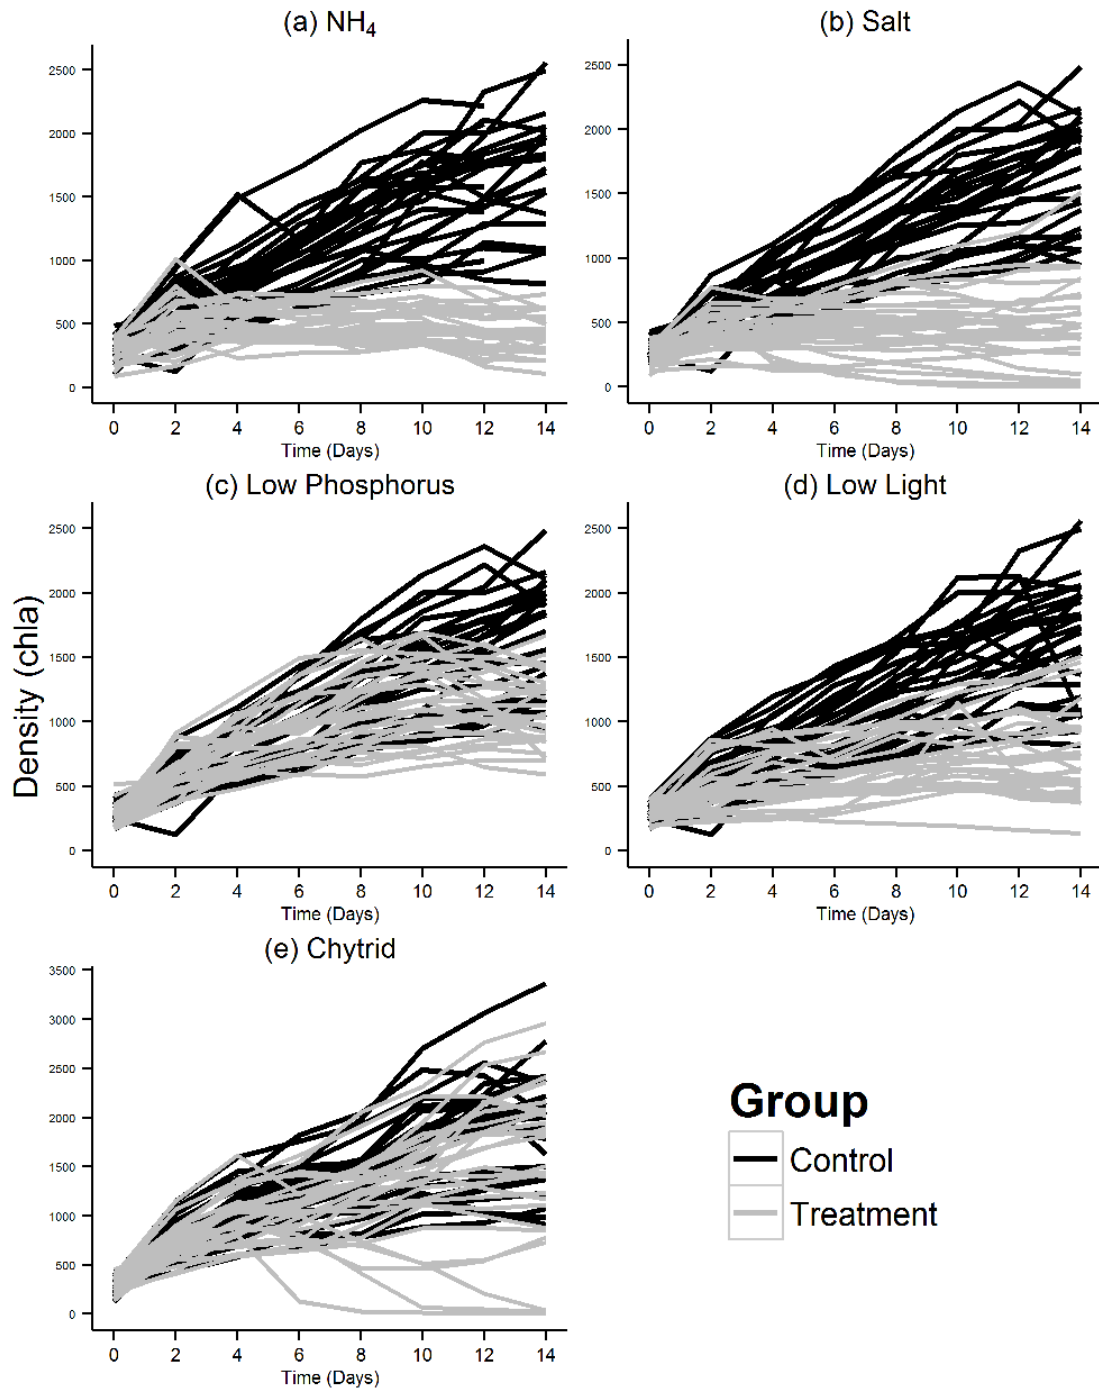 (a) NH₄
2500
2000
1500
1000
500
0
0 2 4 6 8 10 12 14
Time (Days)
(b) Salt
2500
2000
1500
1000
500
0
0 2 4 6 8 10 12 14
Time (Days)
Density (chla)
(c) Low Phosphorus
2500
2000
1500
1000
500
0
0 2 4 6 8 10 12 14
Time (Days)
(d) Low Light
2500
2000
1500
1000
500
0
0 2 4 6 8 10 12 14
Time (Days)
(e) Chytrid
3500
3000
2500
2000
1500
1000
500
0
0 2 4 6 8 10 12 14
Time (Days)
Group
Control
Treatment